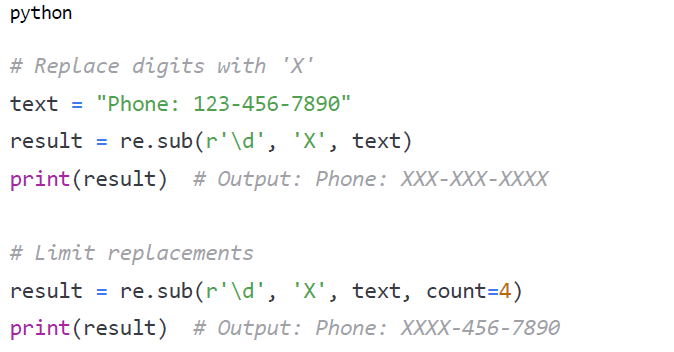 python
# Replace digits with 'X'
text = "Phone: 123-456-7890"
result = re.sub(r'\d', 'X', text)
print(result)  # Output: Phone: XXX-XXX-XXXX
# Limit replacements
result = re.sub(r'\d', 'X', text, count=4)
print(result)  # Output: Phone: XXXX-456-7890